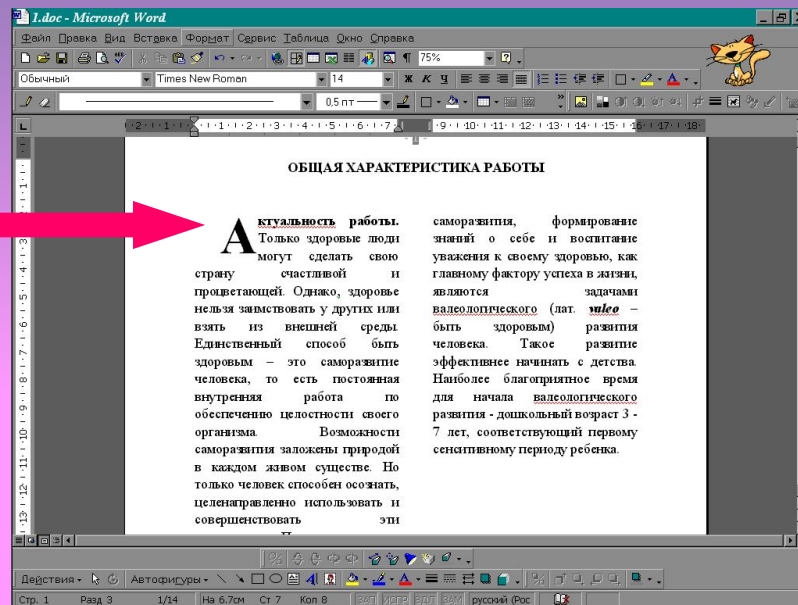 1.doc - Microsoft Word
Файл Правка Вид Вставка Формат Сервис Таблица Окно Справка
75%
Обычный Times New Roman 14 Ж К Ч
0,5 пт
ОБЩАЯ ХАРАКТЕРИСТИКА РАБОТЫ
Актуальность работы.
Только здоровые люди
могут сделать свою
страну счастливой и
процветающей. Однако, здоровье
нельзя заимствовать у других или
взять из внешней среды.
Единственный способ быть
здоровым – это саморазвитие
человека, то есть постоянная
внутренняя работа по
обеспечению целостности своего
организма. Возможности
саморазвития заложены природой
в каждом живом существе. Но
только человек способен осознать,
целенаправленно использовать и
совершенствовать эти
саморазвития, формирование
знаний о себе и воспитание
уважения к своему здоровью, как
главному фактору успеха в жизни,
являются задачами
валеологического (лат. valeo –
быть здоровым) развития
человека. Такое развитие
эффективнее начинать с детства.
Наиболее благоприятное время
для начала валеологического
развития - дошкольный возраст 3 -
7 лет, соответствующий первому
сенситивному периоду ребенка.
Действия Автофигуры
Стр. 1 Разд 3 1/14 На 6.7см Ст 7 Кол 8 ЗАП ИСПР ВДЛ ЗАМ русский (Рос